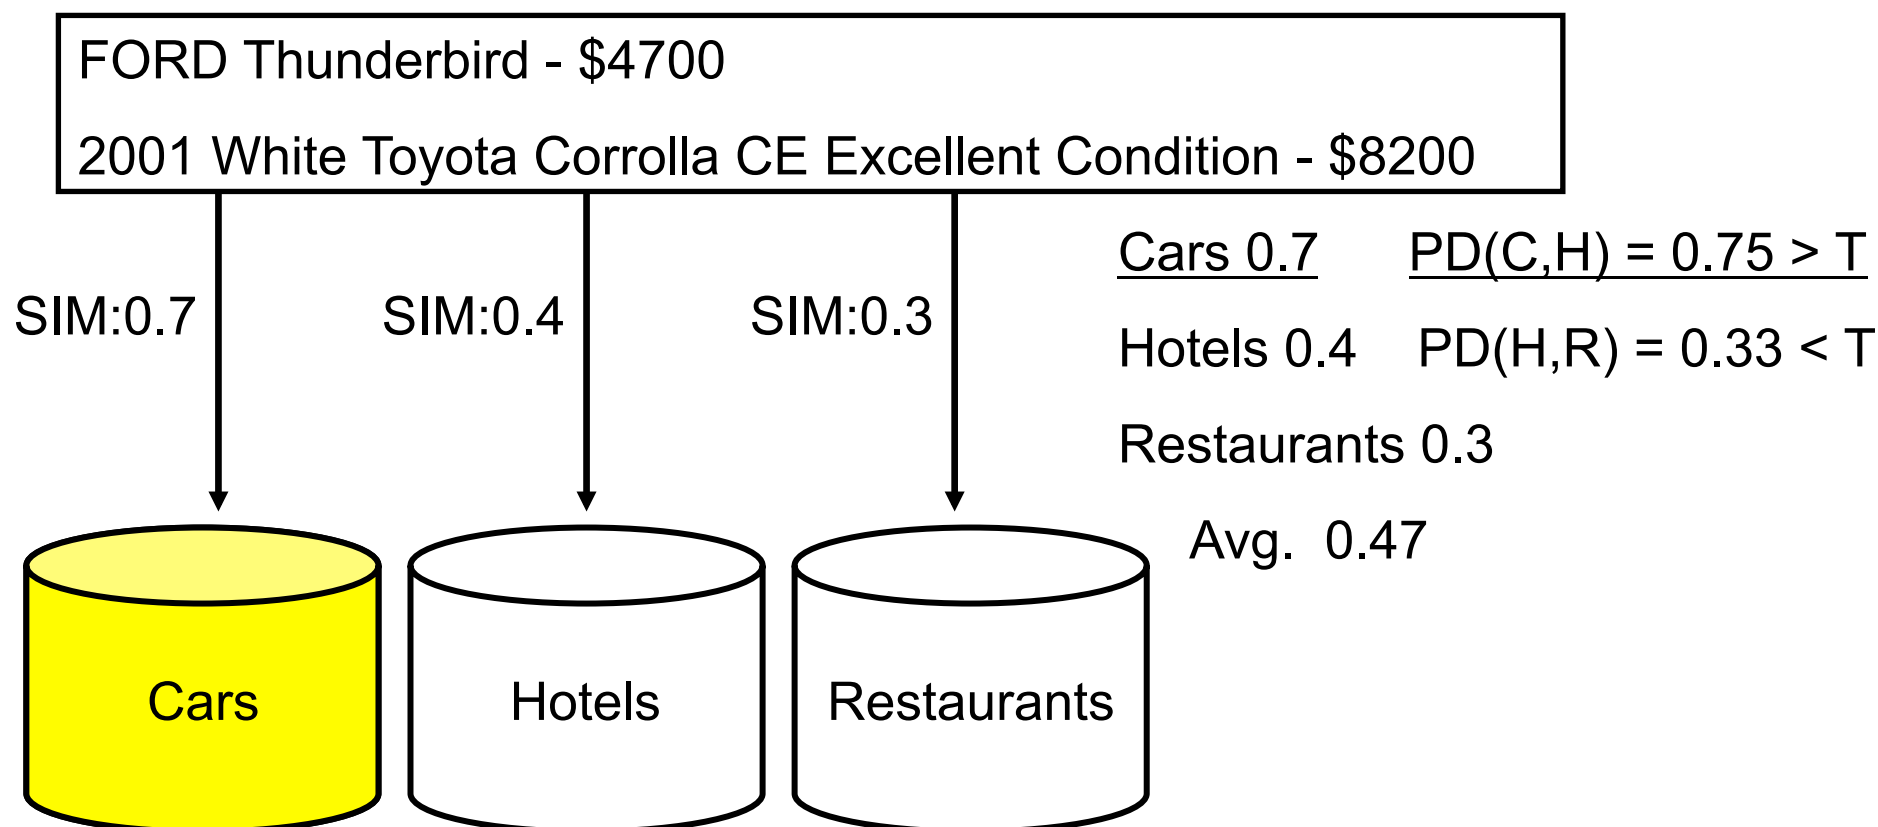 FORD Thunderbird - $4700
2001 White Toyota Corrolla CE Excellent Condition - $8200
SIM:0.7
SIM:0.4
SIM:0.3
Cars 0.7 PD(C,H) = 0.75 > T
Hotels 0.4 PD(H,R) = 0.33 < T
Restaurants 0.3
Avg. 0.47
Cars
Hotels
Restaurants